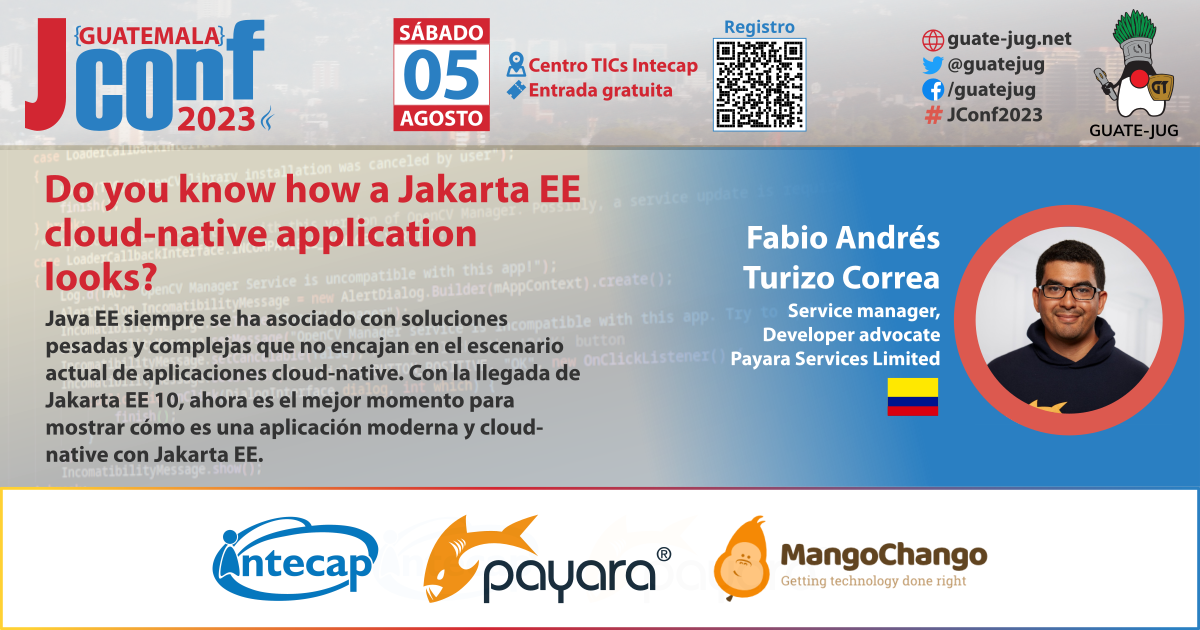 J{GUATEMALA}
conf
2023
SÁBADO
05
AGOSTO
Centro TICs Intecap
Entrada gratuita
Registro
guate-jug.net
@guatejug
/guatejug
# JConf2023
GT
GUATE-JUG
Do you know how a Jakarta EE
cloud-native application
looks?
Java EE siempre se ha asociado con soluciones
pesadas y complejas que no encajan en el escenario
actual de aplicaciones cloud-native. Con la llegada de
Jakarta EE 10, ahora es el mejor momento para
mostrar cómo es una aplicación moderna y cloud-
native con Jakarta EE.
Fabio Andrés
Turizo Correa
Service manager,
Developer advocate
Payara Services Limited
intecap
payara®
MangoChango
Getting technology done right